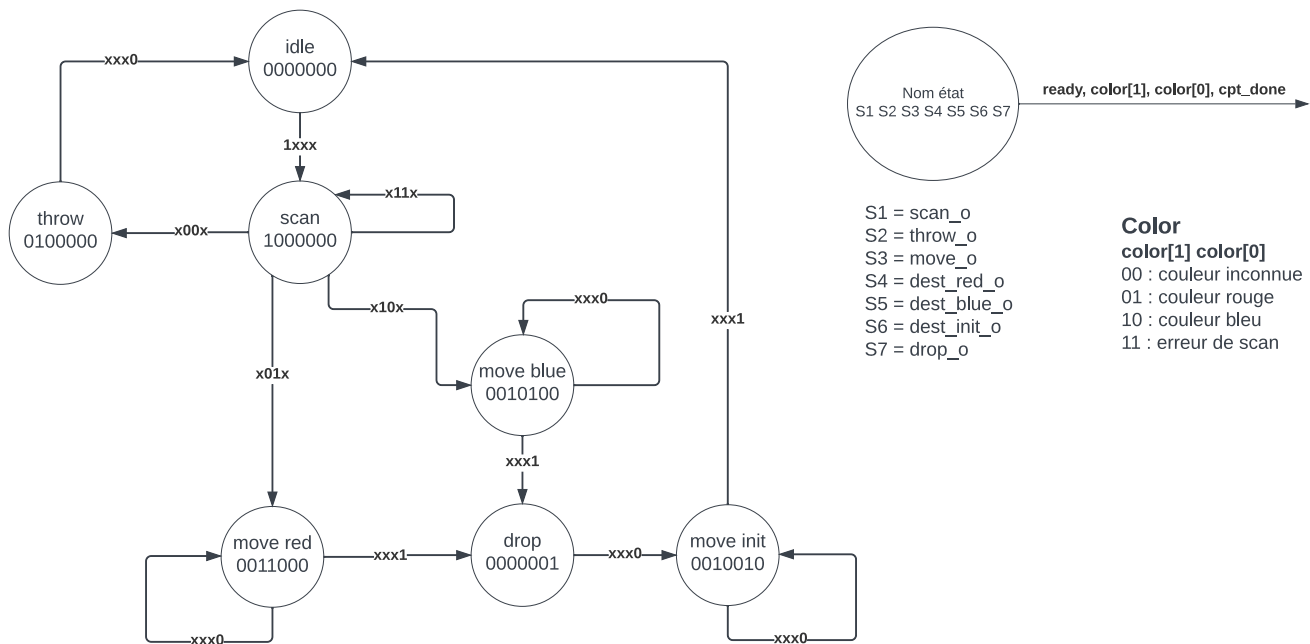 idle
0000000
xxx0
1xxx
throw
0100000
x00x
scan
1000000
x11x
x10x
xxx0
x01x
move blue
0010100
xxx1
xxx1
move red
0011000
xxx1
drop
0000001
xxx0
move init
0010010
xxx0
xxx0
Nom état
S1 S2 S3 S4 S5 S6 S7
ready, color[1], color[0], cpt_done
S1 = scan_o
S2 = throw_o
S3 = move_o
S4 = dest_red_o
S5 = dest_blue_o
S6 = dest_init_o
S7 = drop_o
Color
color[1] color[0]
00 : couleur inconnue
01 : couleur rouge
10 : couleur bleu
11 : erreur de scan